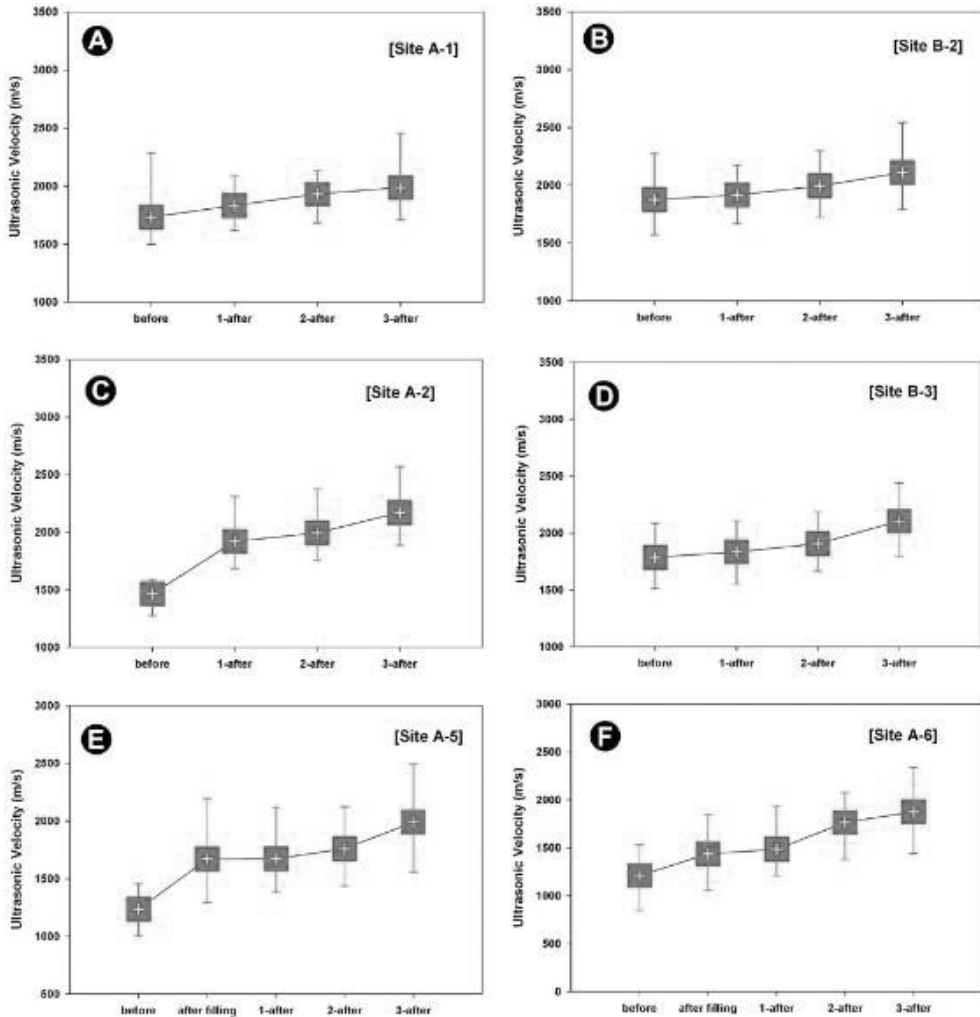 A
[Site A-1]
Ultrasonic Velocity (m/s)
3500
3000
2500
2000
1500
1000
before 1-after 2-after 3-after
B
[Site B-2]
Ultrasonic Velocity (m/s)
3500
3000
2500
2000
1500
1000
before 1-after 2-after 3-after
C
[Site A-2]
Ultrasonic Velocity (m/s)
3500
3000
2500
2000
1500
1000
before 1-after 2-after 3-after
D
[Site B-3]
Ultrasonic Velocity (m/s)
3500
3000
2500
2000
1500
1000
before 1-after 2-after 3-after
E
[Site A-5]
Ultrasonic Velocity (m/s)
3000
2500
2000
1500
1000
500
before after filling 1-after 2-after 3-after
F
[Site A-6]
Ultrasonic Velocity (m/s)
3000
2500
2000
1500
1000
500
0
before after filling 1-after 2-after 3-after